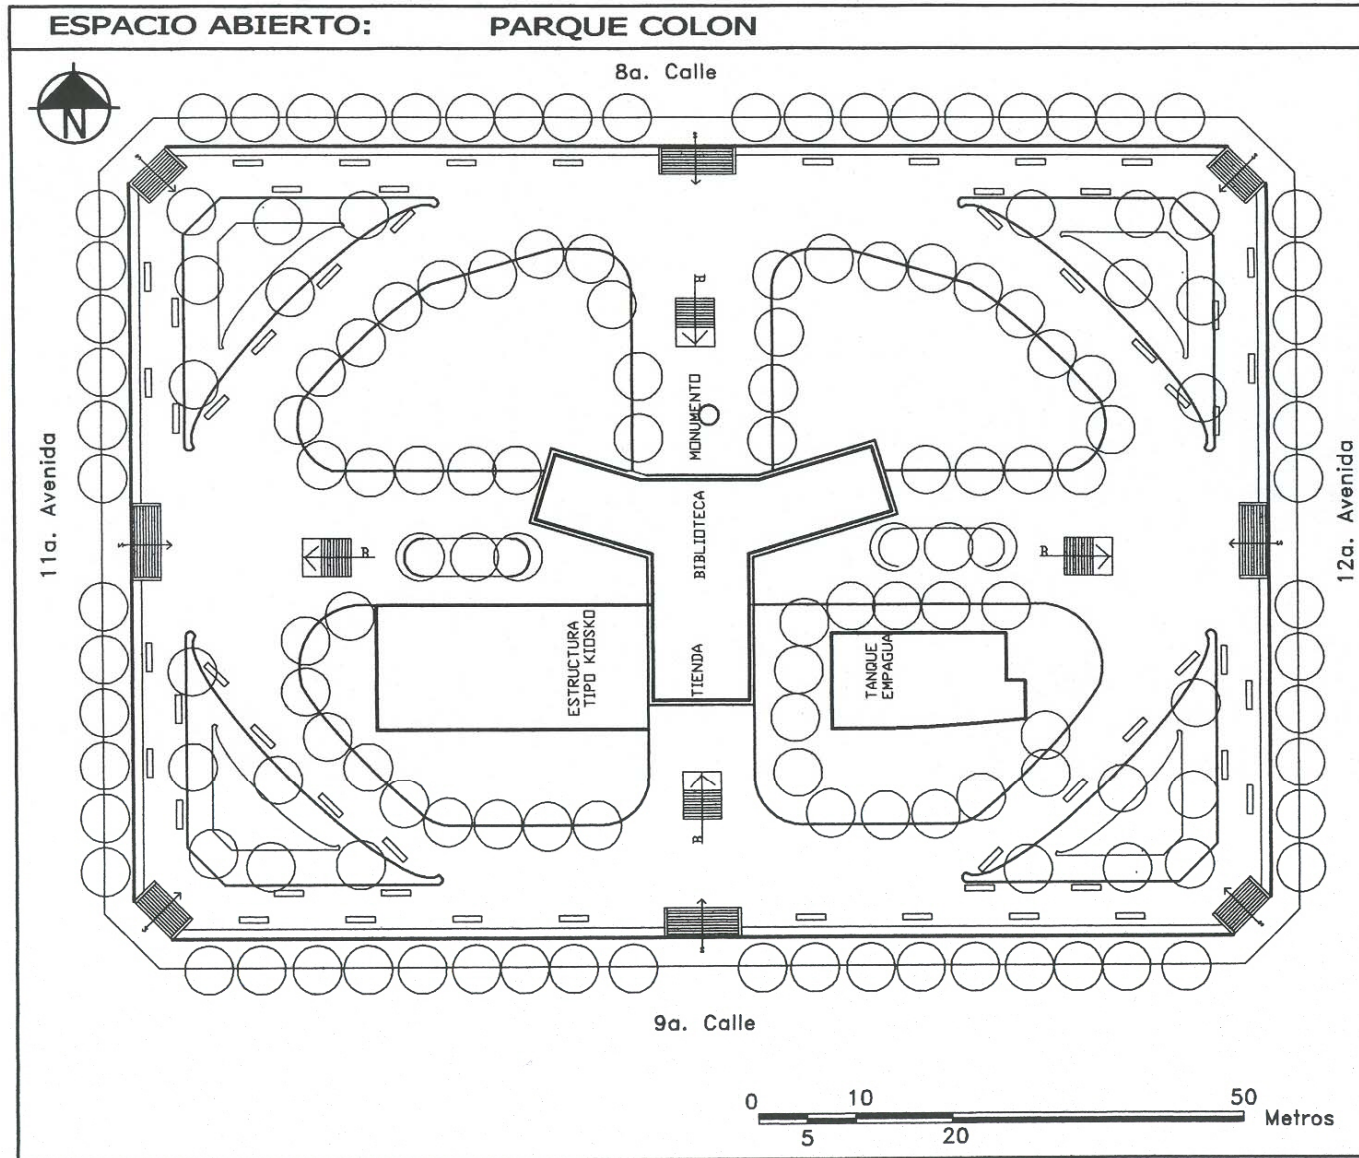 ESPACIO ABIERTO: PARQUE COLON
N
8a. Calle
S
S
S
B
MONUMENTO
11a. Avenida
12a. Avenida
BIBLIOTECA
S
B
B
S
ESTRUCTURA
TIPO KIOSKO
TIENDA
TANQUE
EMPAGUA
B
S
S
S
9a. Calle
0 10 50
Metros
5 20